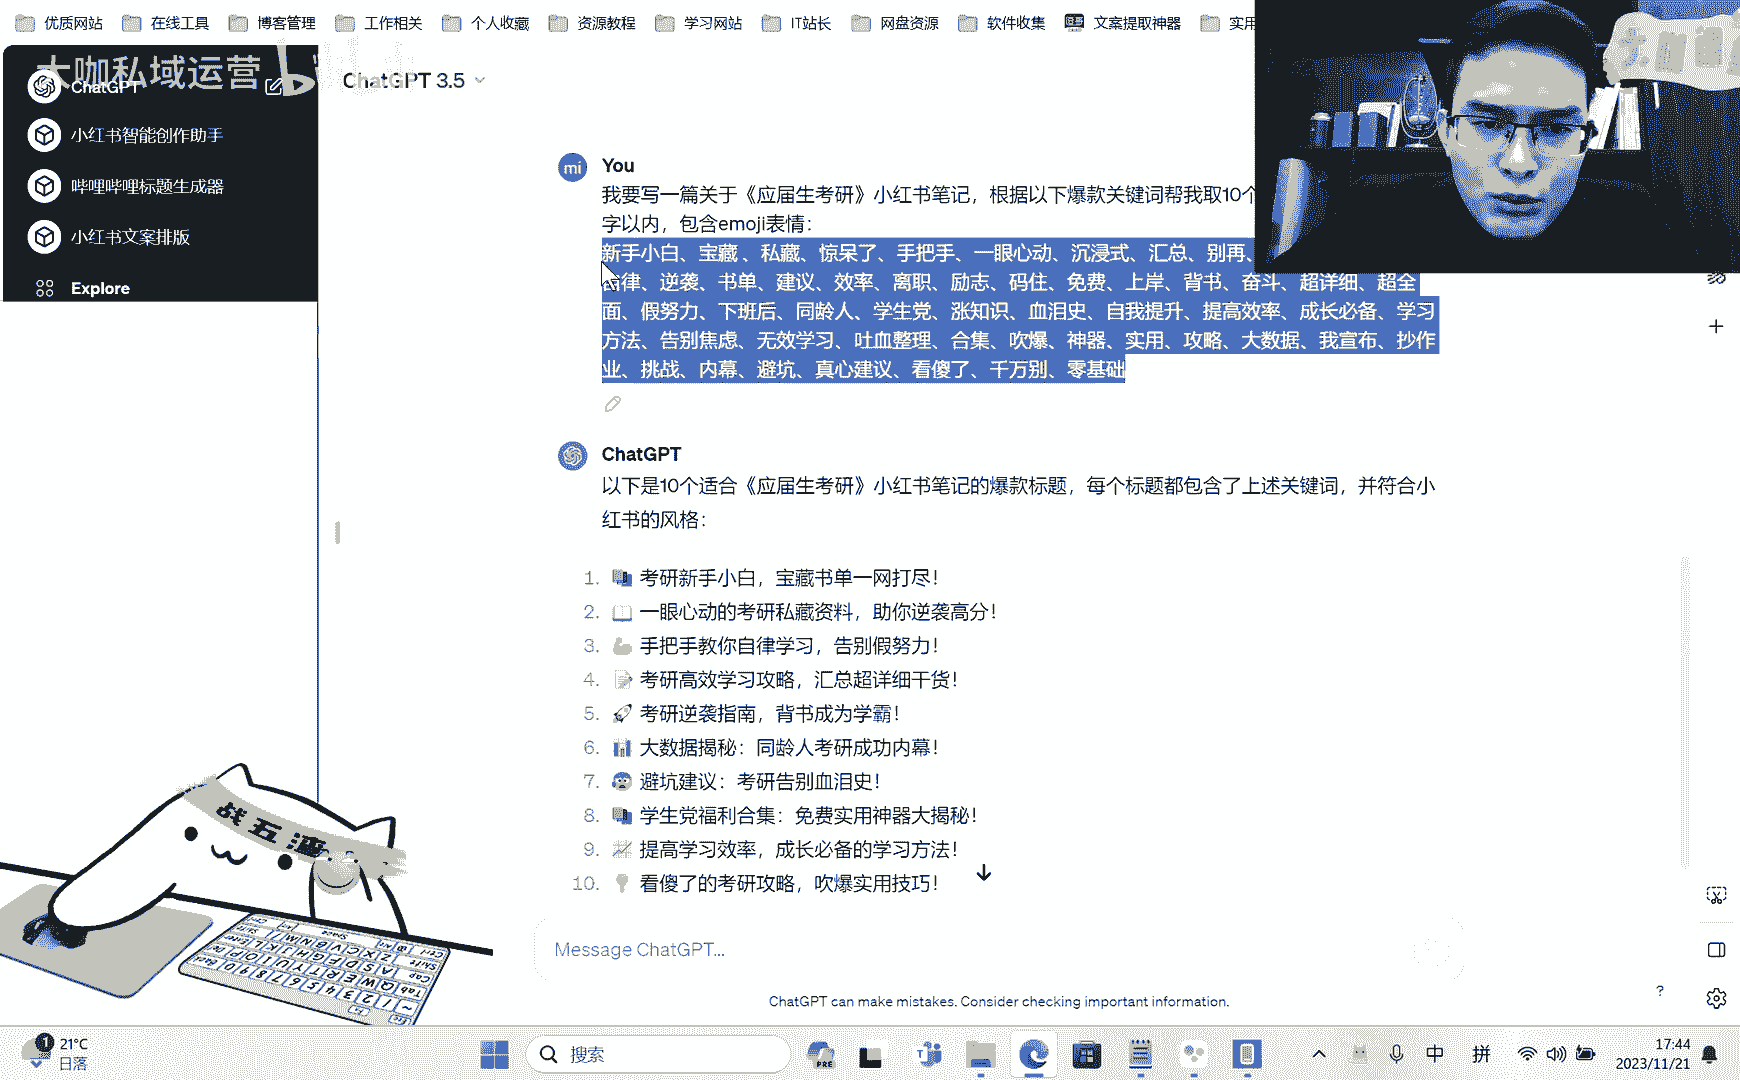 优质网站 在线工具 博客管理 工作相关 个人收藏 资源教程 学习网站 IT站长 网盘资源 软件收集 文案提取神器 实用
大咖私域运营
ChatGPT
小红书智能创作助手
哔哩哔哩标题生成器
小红书文案排版
Explore
ChatGPT 3.5
mi
You
我要写一篇关于《应届生考研》小红书笔记，根据以下爆款关键词帮我取10个
字以内，包含emoji表情：
新手小白、宝藏 、私藏、惊呆了、手把手、一眼心动、沉浸式、汇总、别再、
律、逆袭、书单、建议、效率、离职、励志、码住、免费、上岸、背书、奋斗、超详细、超全
面、假努力、下班后、同龄人、学生党、涨知识、血泪史、自我提升、提高效率、成长必备、学习
方法、告别焦虑、无效学习、吐血整理、合集、吹爆、神器、实用、攻略、大数据、我宣布、抄作
业、挑战、内幕、避坑、真心建议、看傻了、千万别、零基础
ChatGPT
以下是10个适合《应届生考研》小红书笔记的爆款标题，每个标题都包含了上述关键词，并符合小
红书的风格：
1. 📚 考研新手小白，宝藏书单一网打尽！
2. 📖 一眼心动的考研私藏资料，助你逆袭高分！
3. 💪 手把手教你自律学习，告别假努力！
4. 📝 考研高效学习攻略，汇总超详细干货！
5. 🚀 考研逆袭指南，背书成为学霸！
6. 📊 大数据揭秘：同龄人考研成功内幕！
7. 😰 避坑建议：考研告别血泪史！
8. 📚 学生党福利合集：免费实用神器大揭秘！
9. 📈 提高学习效率，成长必备的学习方法！
10. 💡 看傻了的考研攻略，吹爆实用技巧！
Message ChatGPT...
ChatGPT can make mistakes. Consider checking important information.
?
战五渣
1
21°C
日落
搜索
PRE
中
拼
17:44
2023/11/21